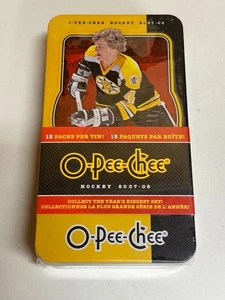 O-PEE-CHEE HOCKEY 2007-08
4
12 PACKS PER TIN! 12 PAQUETS PAR BOÎTE!
O-Pee-Chee
HOCKEY 2007-08
COLLECT THE YEAR'S BIGGEST SET!
COLLECTIONNEZ LA PLUS GRANDE SÉRIE DE L'ANNÉE!
O-Pee-Chee